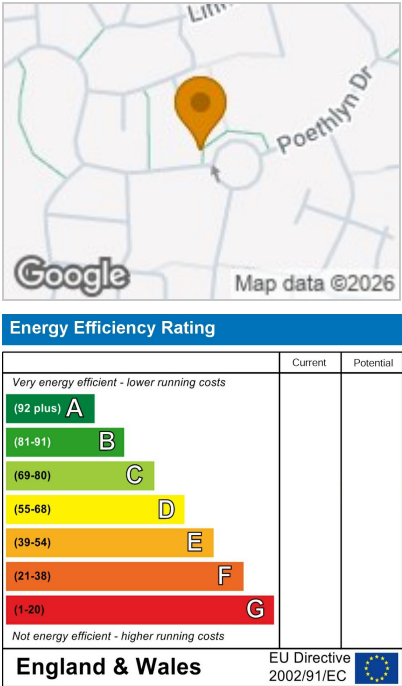 Poethlyn Dr
Google
Map data ©2026
Energy Efficiency Rating
Current
Potential
Very energy efficient - lower running costs
(92 plus) A
(81-91) B
(69-80) C
(55-68) D
(39-54) E
(21-38) F
(1-20) G
Not energy efficient - higher running costs
England & Wales
EU Directive
2002/91/EC